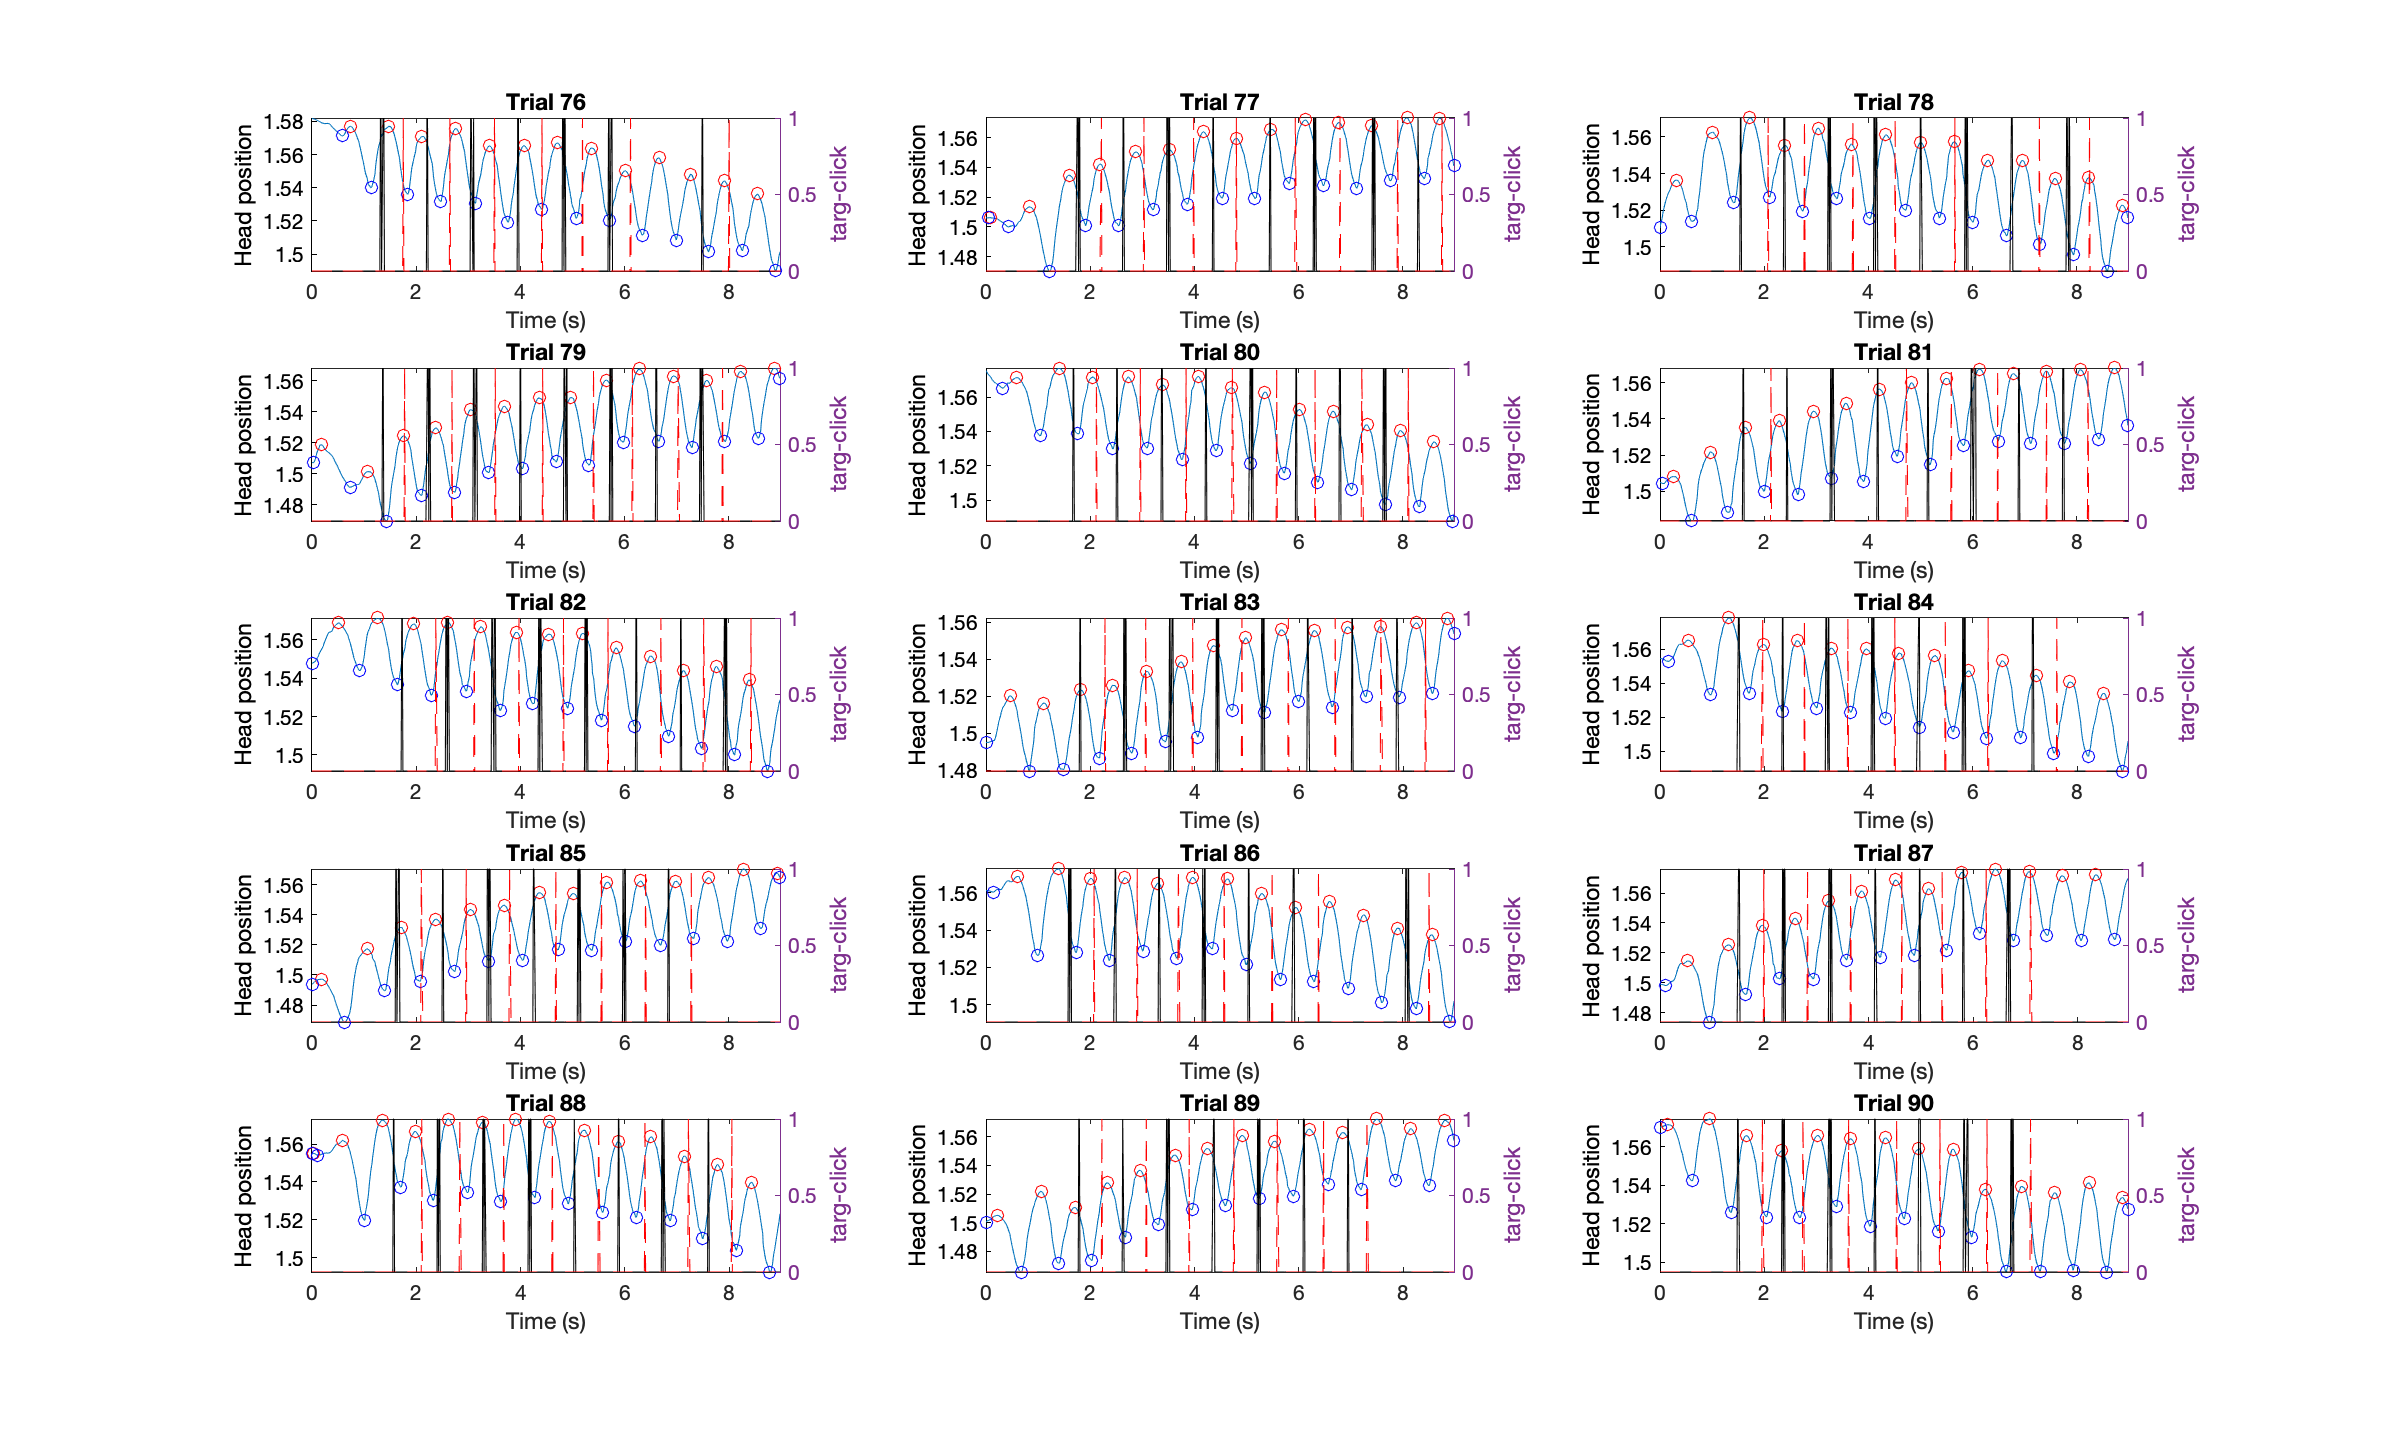 Trial 76
Head position
1.58
1.56
1.54
1.52
1.5
0 2 4 6 8
Time (s)
1
0.5
0
targ-click
Trial 77
Head position
1.56
1.54
1.52
1.5
1.48
0 2 4 6 8
Time (s)
1
0.5
0
targ-click
Trial 78
Head position
1.56
1.54
1.52
1.5
0 2 4 6 8
Time (s)
1
0.5
0
targ-click
Trial 79
Head position
1.56
1.54
1.52
1.5
1.48
0 2 4 6 8
Time (s)
1
0.5
0
targ-click
Trial 80
Head position
1.56
1.54
1.52
1.5
0 2 4 6 8
Time (s)
1
0.5
0
targ-click
Trial 81
Head position
1.56
1.54
1.52
1.5
0 2 4 6 8
Time (s)
1
0.5
0
targ-click
Trial 82
Head position
1.56
1.54
1.52
1.5
0 2 4 6 8
Time (s)
1
0.5
0
targ-click
Trial 83
Head position
1.56
1.54
1.52
1.5
1.48
0 2 4 6 8
Time (s)
1
0.5
0
targ-click
Trial 84
Head position
1.56
1.54
1.52
1.5
0 2 4 6 8
Time (s)
1
0.5
0
targ-click
Trial 85
Head position
1.56
1.54
1.52
1.5
1.48
0 2 4 6 8
Time (s)
1
0.5
0
targ-click
Trial 86
Head position
1.56
1.54
1.52
1.5
0 2 4 6 8
Time (s)
1
0.5
0
targ-click
Trial 87
Head position
1.56
1.54
1.52
1.5
1.48
0 2 4 6 8
Time (s)
1
0.5
0
targ-click
Trial 88
Head position
1.56
1.54
1.52
1.5
0 2 4 6 8
Time (s)
1
0.5
0
targ-click
Trial 89
Head position
1.56
1.54
1.52
1.5
1.48
0 2 4 6 8
Time (s)
1
0.5
0
targ-click
Trial 90
Head position
1.56
1.54
1.52
1.5
0 2 4 6 8
Time (s)
1
0.5
0
targ-click